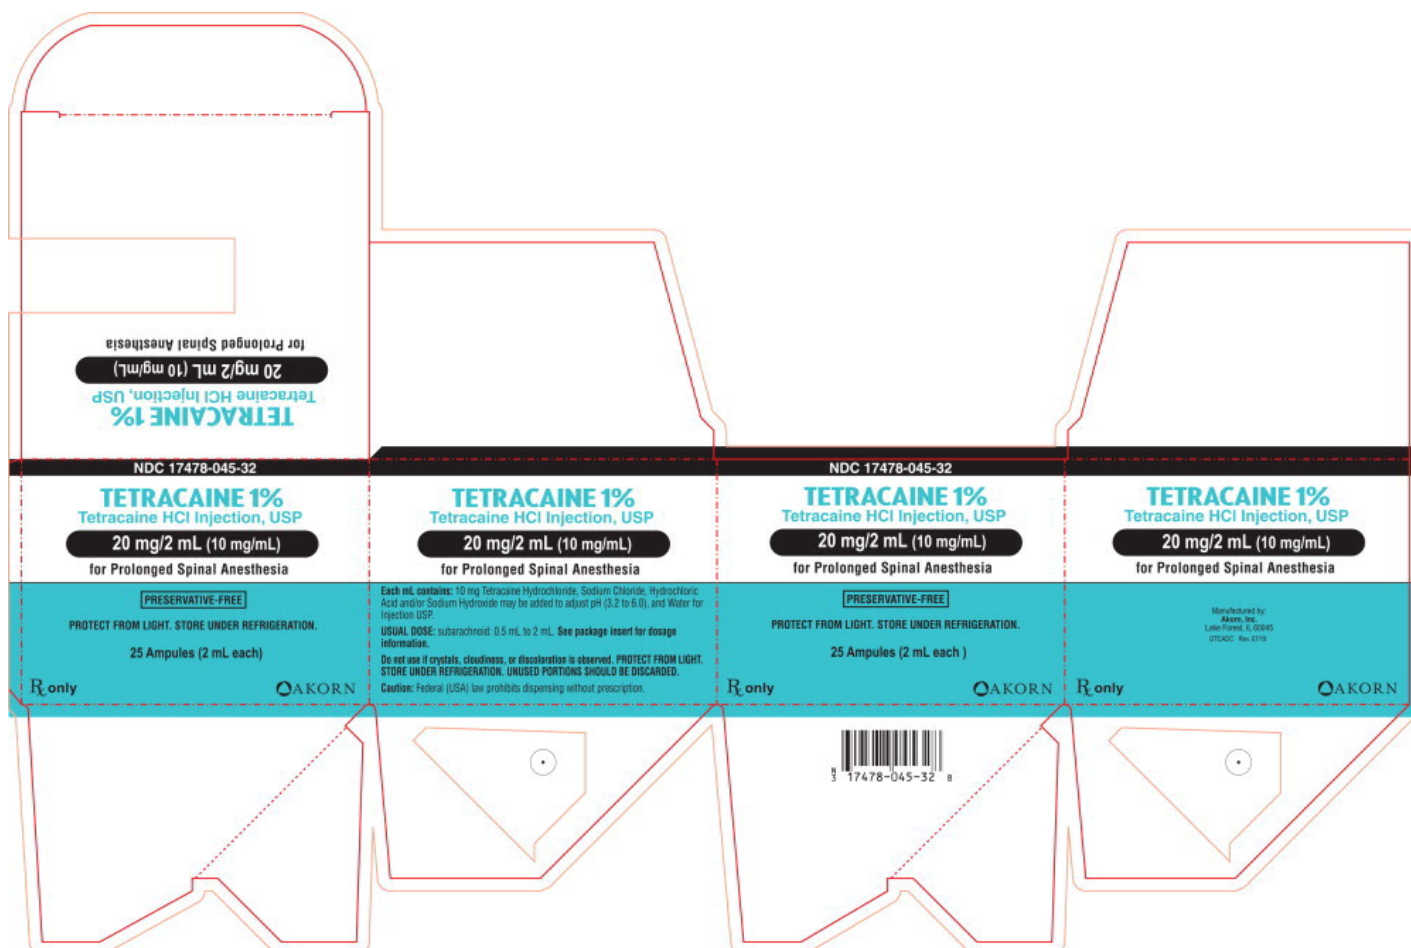 for Prolonged Spinal Anesthesia
20 mg/2 mL (10 mg/mL)
Tetracaine HCl Injection, USP
TETRACAINE 1%
NDC 17478-045-32
TETRACAINE 1%
Tetracaine HCl Injection, USP
20 mg/2 mL (10 mg/mL)
for Prolonged Spinal Anesthesia
PRESERVATIVE-FREE
PROTECT FROM LIGHT. STORE UNDER REFRIGERATION.
25 Ampules (2 mL each)
Rx only
AKORN
TETRACAINE 1%
Tetracaine HCl Injection, USP
20 mg/2 mL (10 mg/mL)
for Prolonged Spinal Anesthesia
Each mL contains: 10 mg Tetracaine Hydrochloride, Sodium Chloride, Hydrochloric
Acid and/or Sodium Hydroxide may be added to adjust pH (3.2 to 6.0), and Water for
Injection USP.
USUAL DOSE: subarachnoid: 0.5 mL to 2 mL. See package insert for dosage
information.
Do not use if crystals, cloudiness, or discoloration is observed. PROTECT FROM LIGHT.
STORE UNDER REFRIGERATION. UNUSED PORTIONS SHOULD BE DISCARDED.
Caution: Federal (USA) law prohibits dispensing without prescription.
NDC 17478-045-32
TETRACAINE 1%
Tetracaine HCl Injection, USP
20 mg/2 mL (10 mg/mL)
for Prolonged Spinal Anesthesia
PRESERVATIVE-FREE
PROTECT FROM LIGHT. STORE UNDER REFRIGERATION.
25 Ampules (2 mL each )
Rx only
AKORN
N
3 17478-045-32 8
TETRACAINE 1%
Tetracaine HCl Injection, USP
20 mg/2 mL (10 mg/mL)
for Prolonged Spinal Anesthesia
Manufactured by:
Akorn, Inc.
Lake Forest, IL 60045
Rx only
AKORN